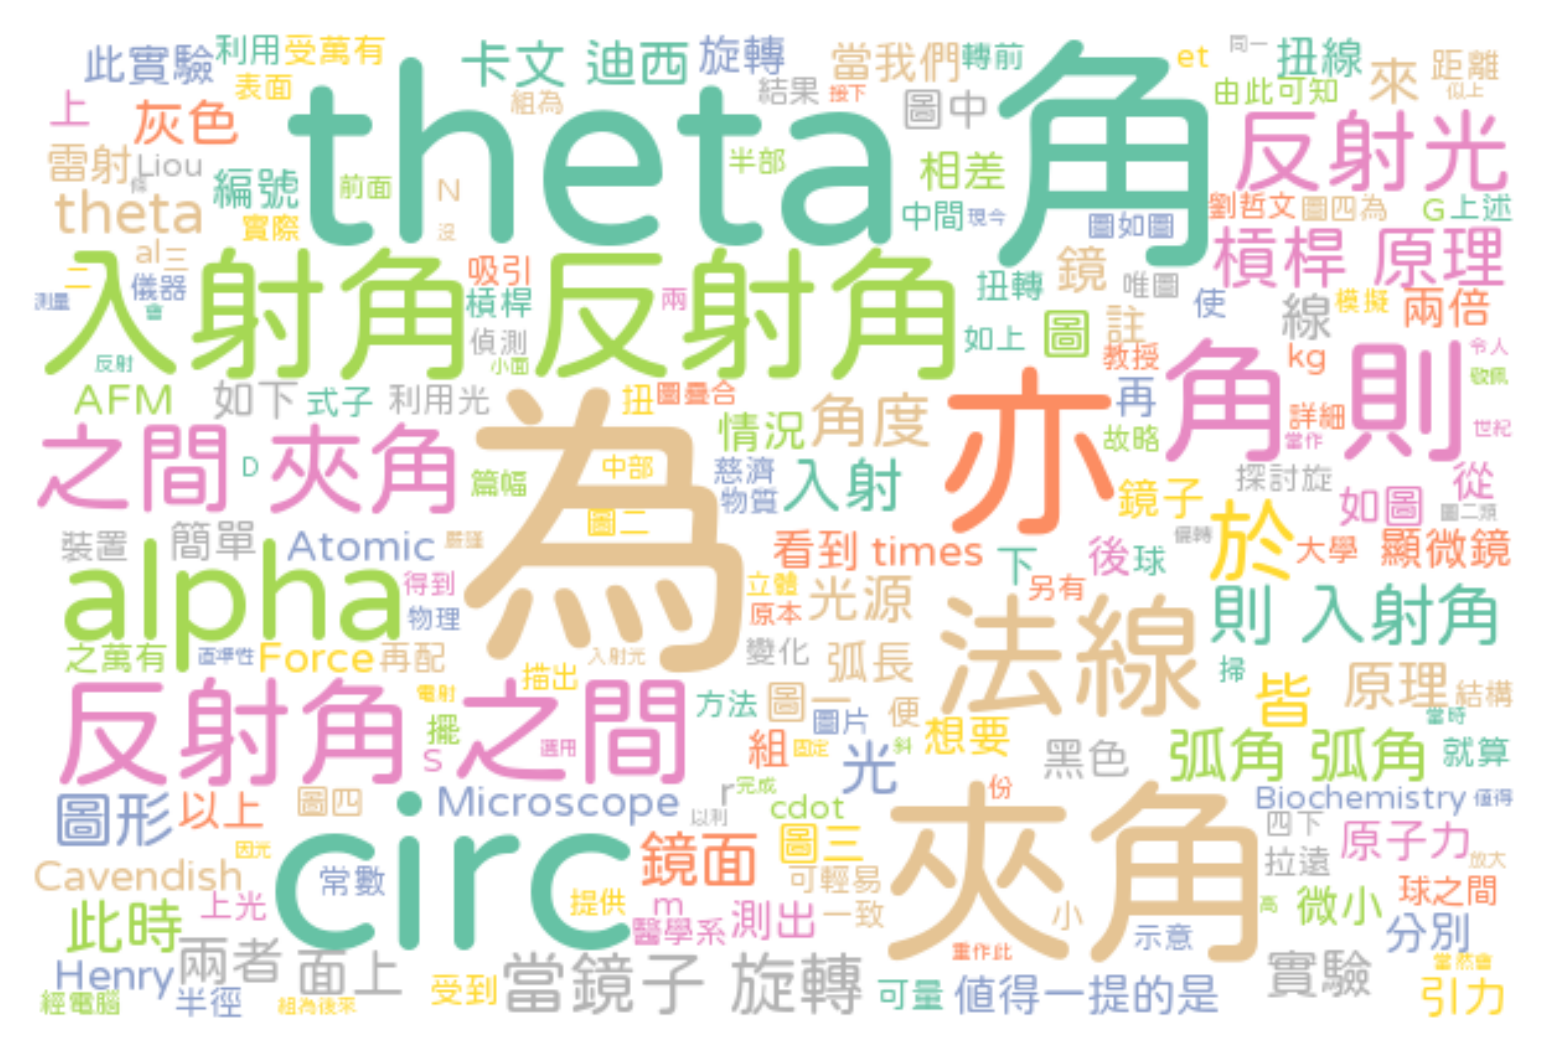 此實驗 利用 受萬有 卡文 迪西 旋轉 當我們 轉前 et 同一 扭線 來 距離
上 灰色 表面 theta 角 組為 結果 接下 圖中 由此可知 似上
雷射 Liou 編號 前面 N 半部 相差 反射光
theta 實際 沒 中間 現今 圖如圖 劉哲文 圖四為 G 上述
二 al 三 入射角 反射角 吸引 鏡 槓桿 原理
測量 會 儀器 槓桿 兩 扭轉 唯圖 使 線 模擬 兩倍
反射 偵測 小面 如上 圖 註 教授 kg 令人
AFM 如下 式子 利用光 為 扭 圖疊合 角度 亦 再 角 則 敬佩
之間 D 夾角 篇幅 中部 情況 慈濟 物質 入射 故略 詳細 當作 世紀
圖二 鏡子 探討旋 如圖 從 圖二類
裝置 簡單 Atomic 嚴謹 看到 times 下 後 球 於 大學 顯微鏡
alpha 得到 物理 立體 原本 光源 另有 法線 則 入射角
之萬有 直準性 Force 再配 入射光 變化 弧長 掃 原理 結構
反射角 之間 描出 擺 S 選用 方法 圖一 圖片 便 想要 皆 當時
組 固定 光 斜 黑色 弧角 弧角 就算
圖形 以上 圖四 circ Microscope 以利 r 完成 cdot 夾角 份 Biochemistry 值得
Cavendish 因光 常數 鏡面 圖三 四下 原子力 放大
此時 上光 提供 m 醫學系 測出 可輕易 一致 小 拉遠 高 微小 球之間
Henry 兩者 面上 受到 當鏡子 旋轉 重作此 示意 實驗 分別 當然會
經電腦 半徑 組為後來 可量 值得一提的是 引力